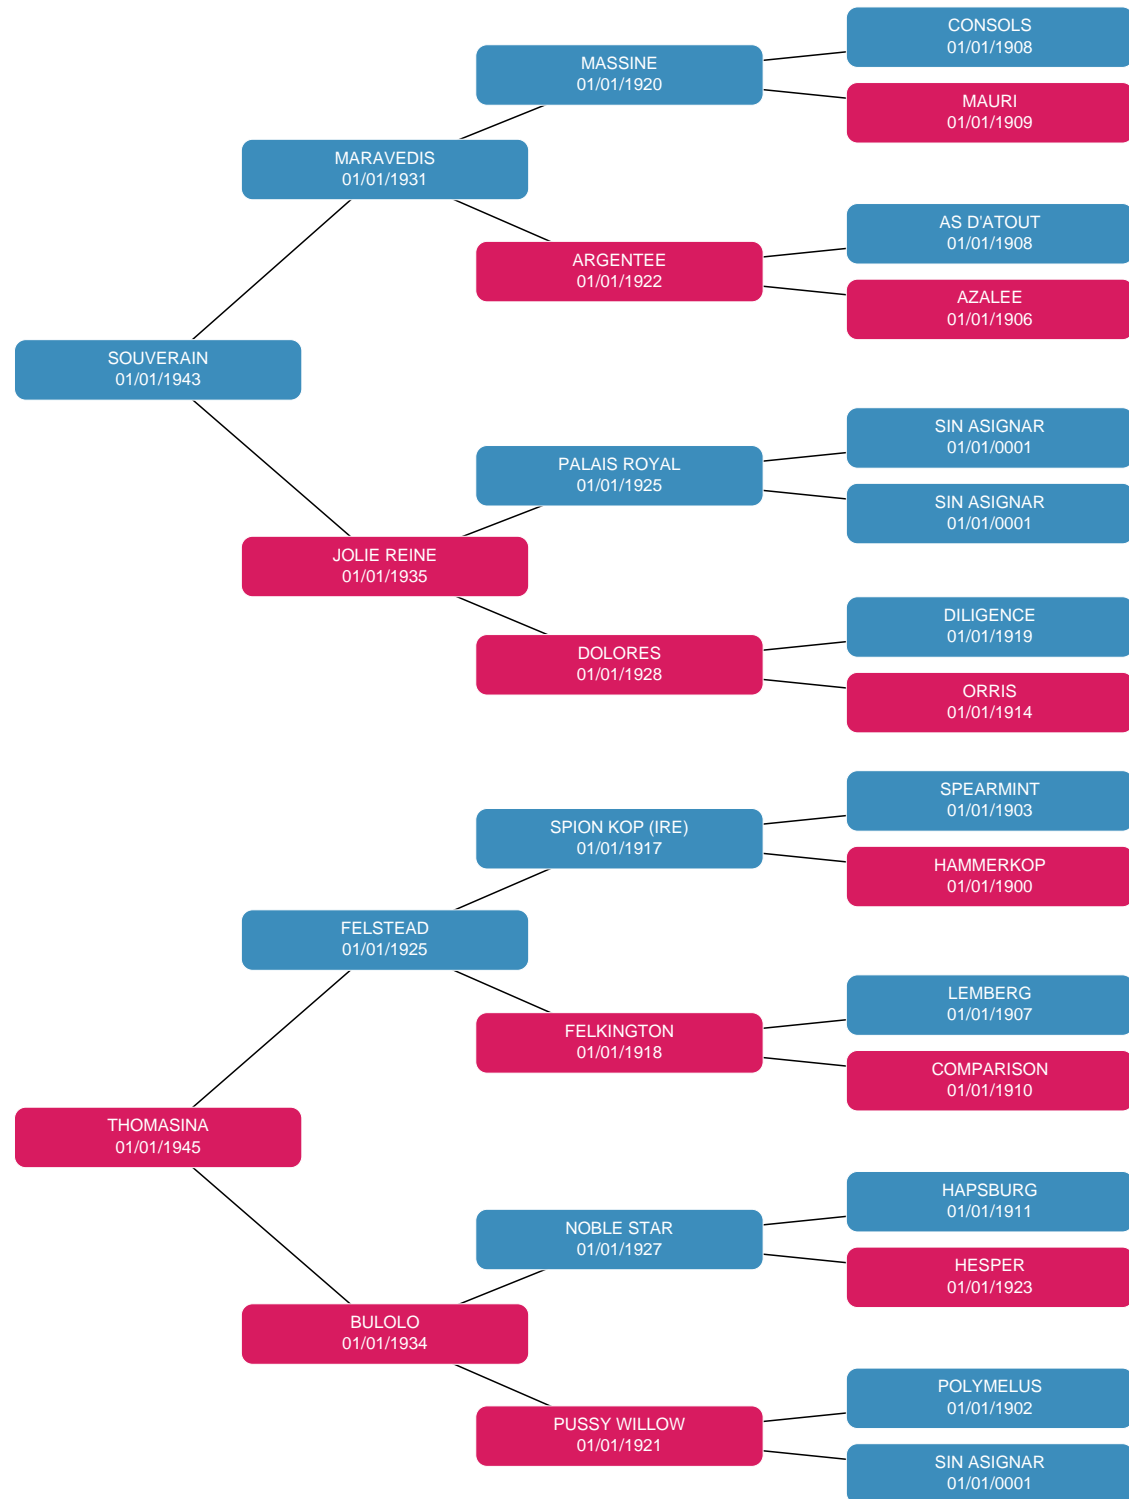 CONSOLS
01/01/1908
MASSINE
01/01/1920
MAURI
01/01/1909
MARAVEDIS
01/01/1931
AS D'ATOUT
01/01/1908
ARGENTEE
01/01/1922
AZALEE
01/01/1906
SOUVERAIN
01/01/1943
SIN ASIGNAR
01/01/0001
PALAIS ROYAL
01/01/1925
SIN ASIGNAR
01/01/0001
JOLIE REINE
01/01/1935
DILIGENCE
01/01/1919
DOLORES
01/01/1928
ORRIS
01/01/1914
SPEARMINT
01/01/1903
SPION KOP (IRE)
01/01/1917
HAMMERKOP
01/01/1900
FELSTEAD
01/01/1925
LEMBERG
01/01/1907
FELKINGTON
01/01/1918
COMPARISON
01/01/1910
THOMASINA
01/01/1945
HAPSBURG
01/01/1911
NOBLE STAR
01/01/1927
HESPER
01/01/1923
BULOLO
01/01/1934
POLYMELUS
01/01/1902
PUSSY WILLOW
01/01/1921
SIN ASIGNAR
01/01/0001